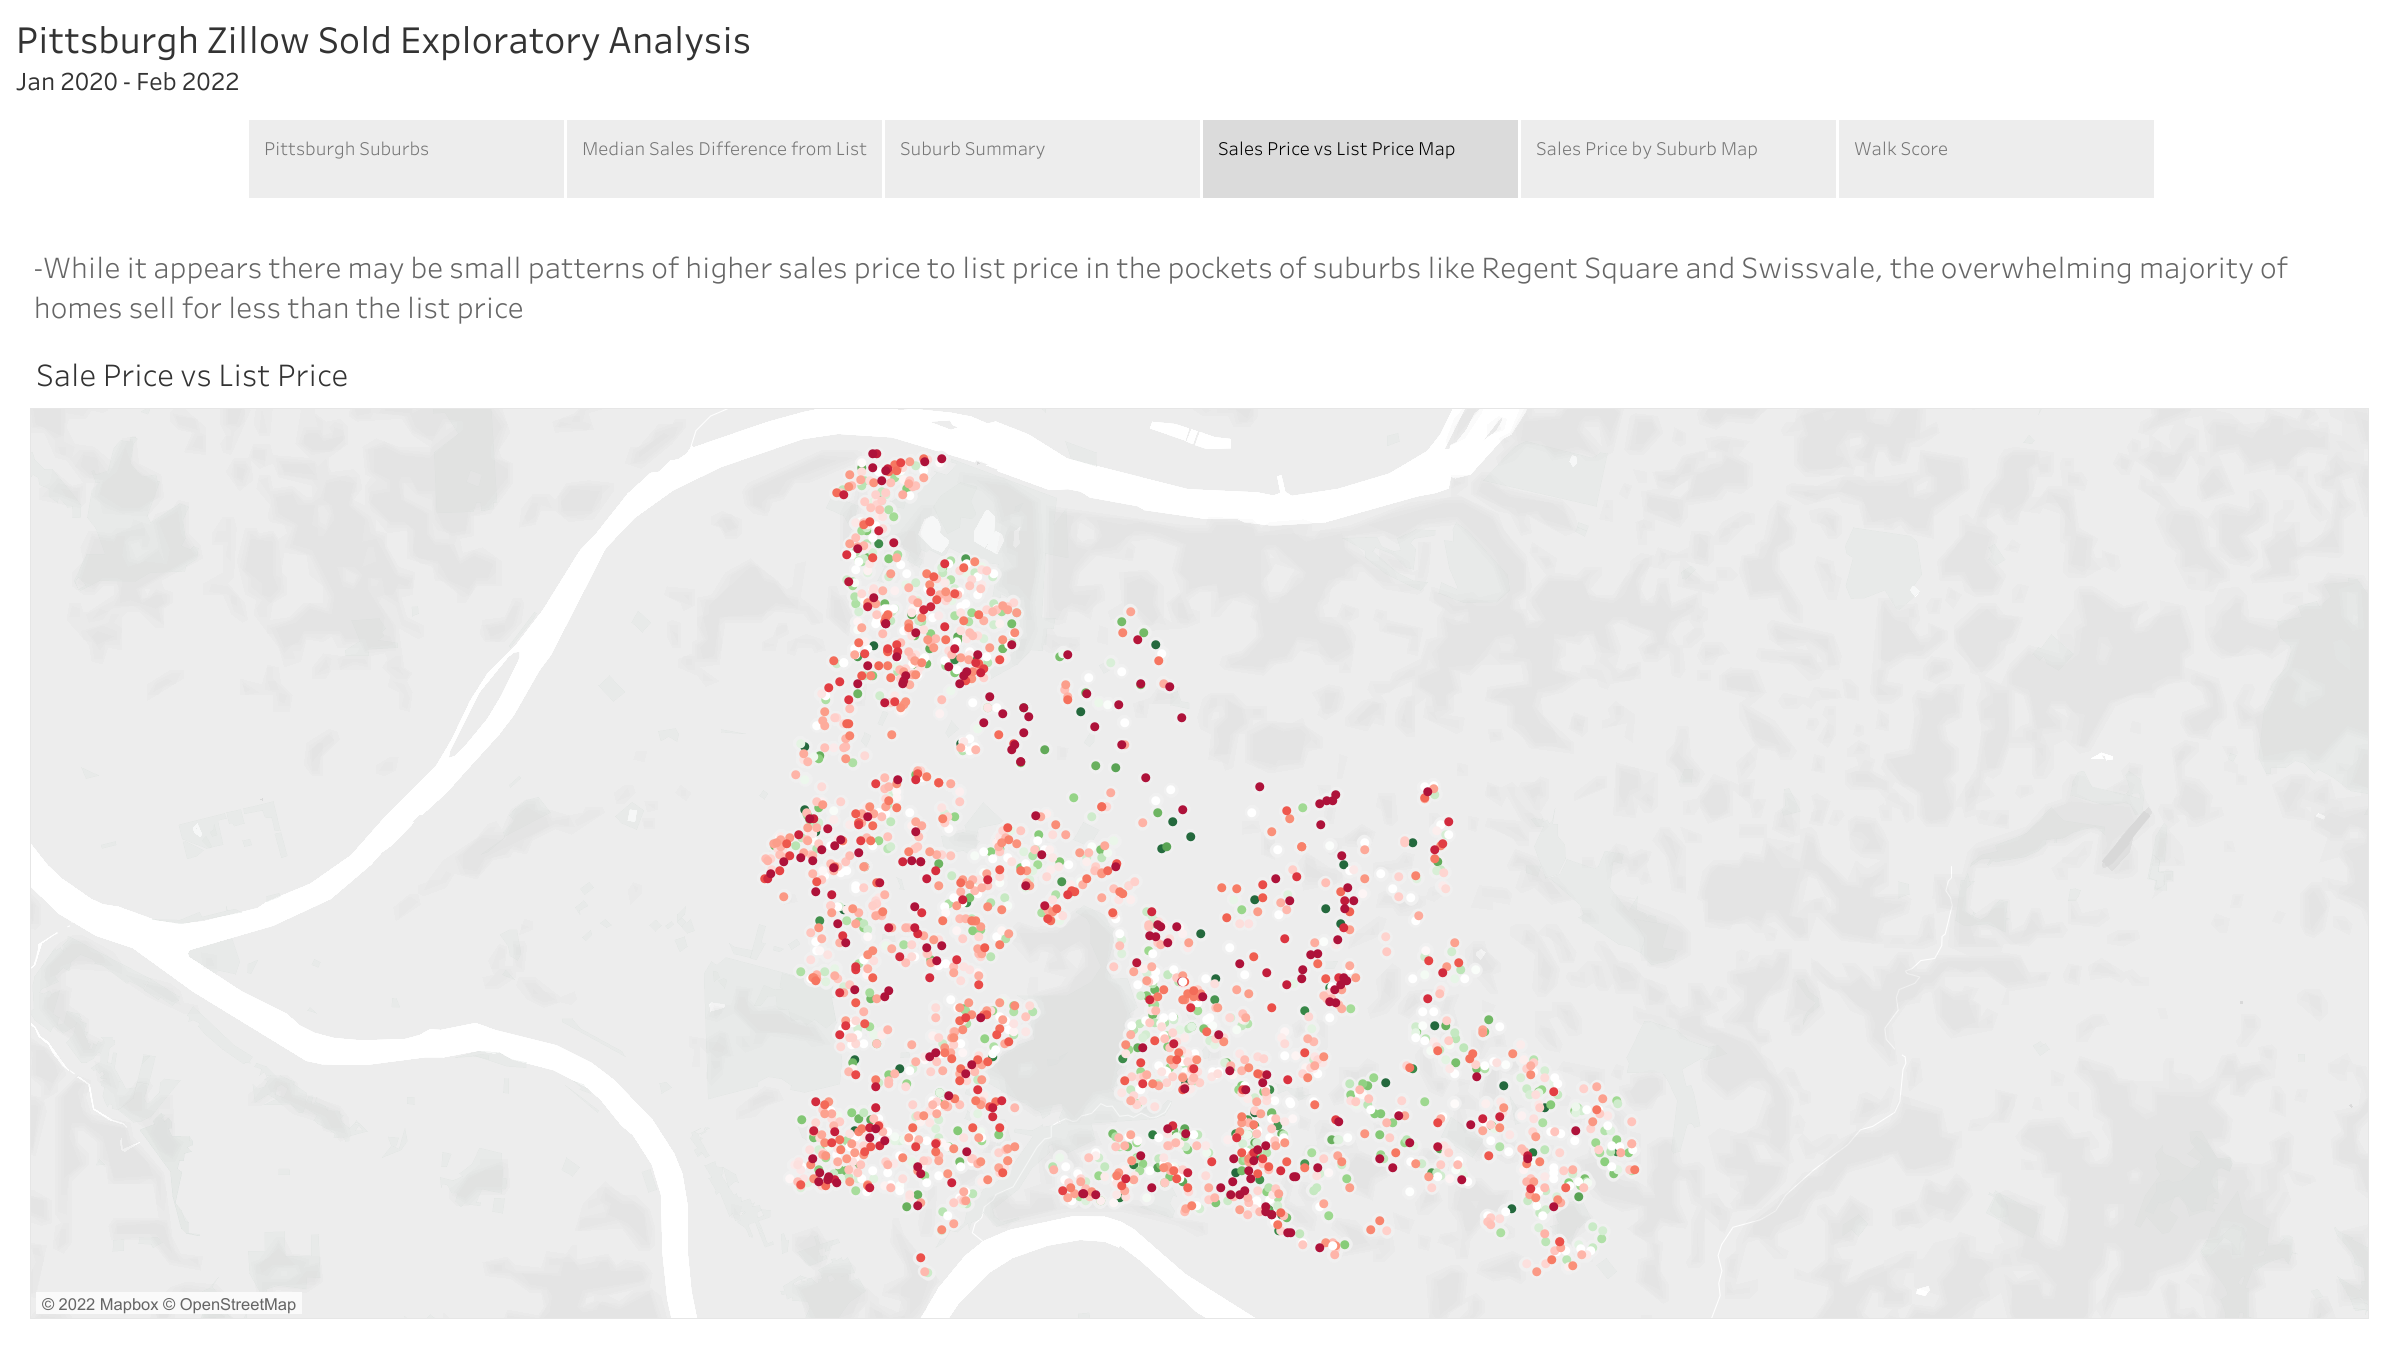 Pittsburgh Zillow Sold Exploratory Analysis
Jan 2020 - Feb 2022
Pittsburgh Suburbs
Median Sales Difference from List
Suburb Summary
Sales Price vs List Price Map
Sales Price by Suburb Map
Walk Score
-While it appears there may be small patterns of higher sales price to list price in the pockets of suburbs like Regent Square and Swissvale, the overwhelming majority of
homes sell for less than the list price
Sale Price vs List Price
© 2022 Mapbox © OpenStreetMap